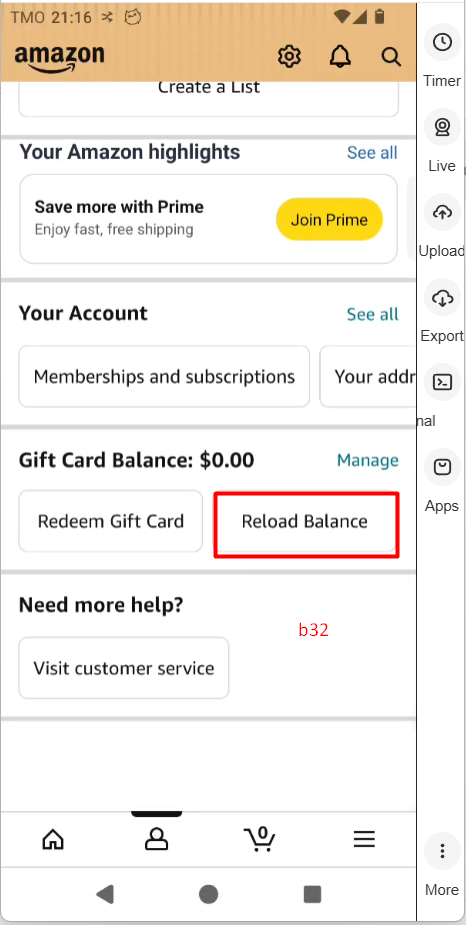 TMO 21:16
amazon
Create a List
Your Amazon highlights See all
Save more with Prime
Enjoy fast, free shipping
Join Prime
Your Account See all
Memberships and subscriptions
Your addr
Gift Card Balance: $0.00 Manage
Redeem Gift Card
Reload Balance
Need more help?
b32
Visit customer service
0
Timer
Live
Upload
Export
nal
Apps
More